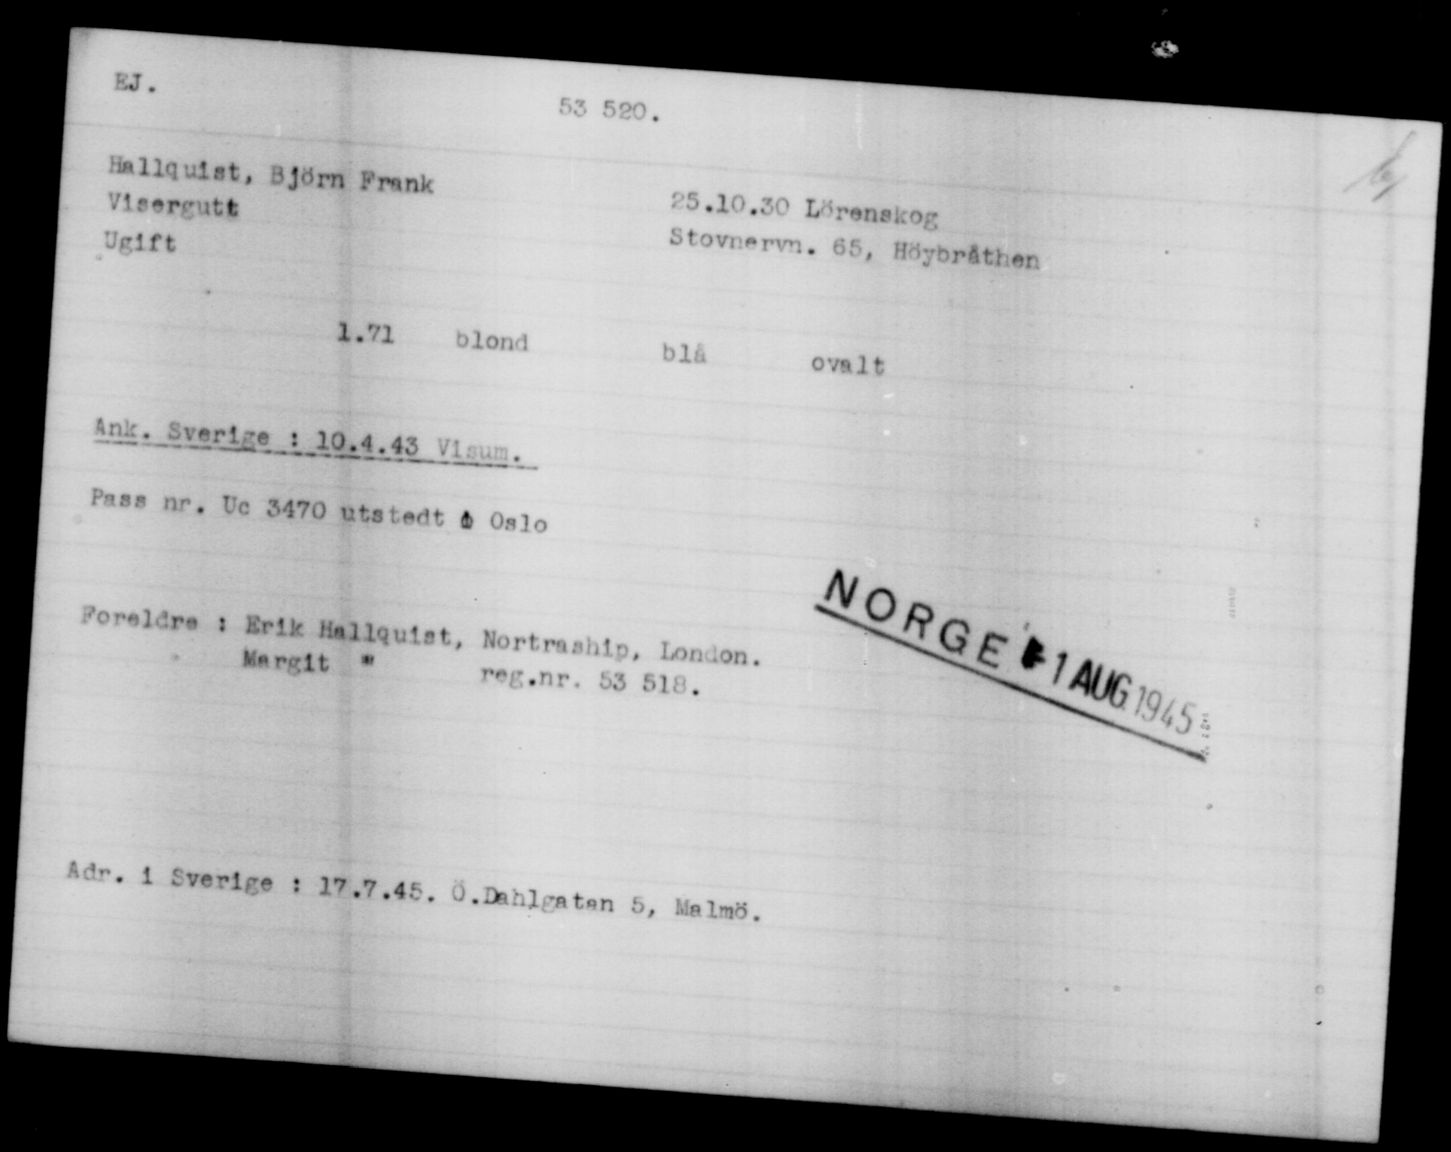 EJ.
53 520.
Hallquist, Björn Frank
25.10.30 Lörenskog
Visergutt
Stovnervn. 65, Höybråthen
Ugift
1.71 blond blå ovalt
Ank. Sverige : 10.4.43 Visum.
Pass nr. Uc 3470 utstedt i Oslo
Foreldre : Erik Hallquist, Nortraship, London.
Margit " reg.nr. 53 518.
NORGE - 1 AUG 1945
Adr. i Sverige : 17.7.45. Ö.Dahlgatan 5, Malmö.